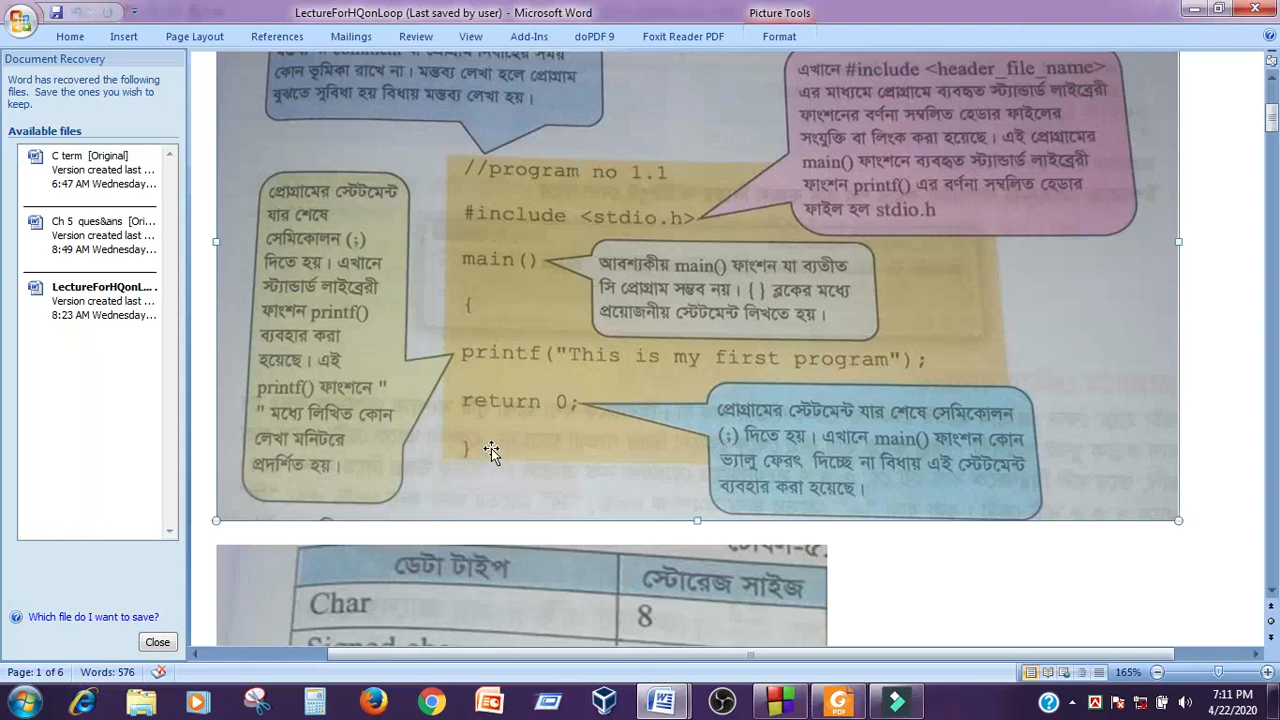 LectureForHQonLoop (Last saved by user) - Microsoft Word
Picture Tools
Home
Insert
Page Layout
References
Mailings
Review
View
Add-Ins
doPDF 9
Foxit Reader PDF
Format
Document Recovery
Word has recovered the following
files. Save the ones you wish to
keep.
Available files
C term [Original]
Version created last ...
6:47 AM Wednesday...
Ch 5 ques&ans [Ori...
Version created last ...
8:49 AM Wednesday...
LectureForHQonL...
Version created last ...
8:23 AM Wednesday...
Which file do I want to save?
Close
কোন ভূমিকা রাখে না। মন্তব্য লেখা হলে প্রোগ্রাম
বুঝতে সুবিধা হয় বিধায় মন্তব্য লেখা হয়।
এখানে #include <header_file_name>
এর মাধ্যমে প্রোগ্রামে ব্যবহৃত স্ট্যান্ডার্ড লাইব্রেরী
ফাংশনের বর্ণনা সম্বলিত হেডার ফাইলের
সংযুক্তি বা লিংক করা হয়েছে। এই প্রোগ্রামের
main() ফাংশনে ব্যবহৃত স্ট্যান্ডার্ড লাইব্রেরী
ফাংশন printf() এর বর্ণনা সম্বলিত হেডার
ফাইল হল stdio.h
//program no 1.1
#include <stdio.h>
main()
{
printf("This is my first program");
return 0;
}
প্রোগ্রামের স্টেটমেন্ট
যার শেষে
সেমিকোলন (;)
দিতে হয়। এখানে
স্ট্যান্ডার্ড লাইব্রেরী
ফাংশন printf()
ব্যবহার করা
হয়েছে। এই
printf() ফাংশনে "
" মধ্যে লিখিত কোন
লেখা মনিটরে
প্রদর্শিত হয়।
আবশ্যকীয় main() ফাংশন যা ব্যতীত
সি প্রোগ্রাম সম্ভব নয়। { } ব্লকের মধ্যে
প্রয়োজনীয় স্টেটমেন্ট লিখতে হয়।
প্রোগ্রামের স্টেটমেন্ট যার শেষে সেমিকোলন
(;) দিতে হয়। এখানে main() ফাংশন কোন
ভ্যালু ফেরৎ দিচ্ছে না বিধায় এই স্টেটমেন্ট
ব্যবহার করা হয়েছে।
ডেটা টাইপ
স্টোরেজ সাইজ
Char
8
Page: 1 of 6
Words: 576
165%
7:11 PM
4/22/2020